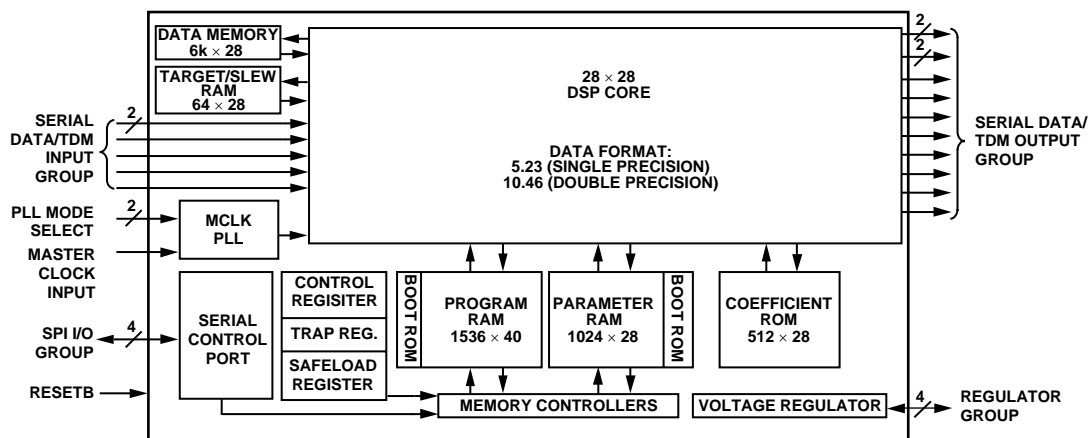 DATA MEMORY
6k × 28
TARGET/SLEW
RAM
64 × 28
SERIAL
DATA/TDM
INPUT
GROUP
2
PLL MODE
SELECT
2
MASTER
CLOCK
INPUT
MCLK
PLL
28 × 28
DSP CORE
DATA FORMAT:
5.23 (SINGLE PRECISION)
10.46 (DOUBLE PRECISION)
2
2
SERIAL DATA/
TDM OUTPUT
GROUP
SPI I/O
GROUP
4
RESETB
SERIAL
CONTROL
PORT
CONTROL
REGISITER
TRAP REG.
SAFELOAD
REGISTER
BOOT ROM
PROGRAM
RAM
1536 × 40
PARAMETER
RAM
1024 × 28
BOOT ROM
COEFFICIENT
ROM
512 × 28
MEMORY CONTROLLERS
VOLTAGE REGULATOR
4
REGULATOR
GROUP